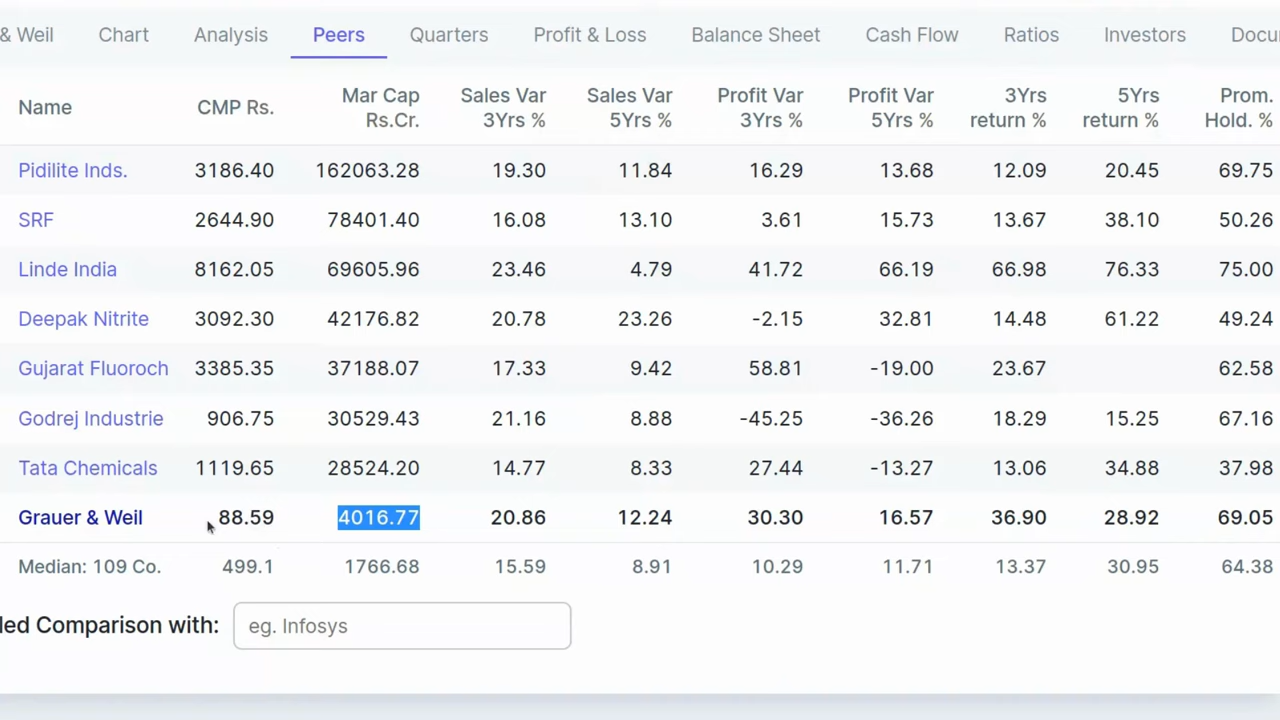 & Weil Chart Analysis Peers Quarters Profit & Loss Balance Sheet Cash Flow Ratios Investors Docu
Name CMP Rs. Mar Cap Rs.Cr. Sales Var 3Yrs % Sales Var 5Yrs % Profit Var 3Yrs % Profit Var 5Yrs % 3Yrs return % 5Yrs return % Prom. Hold. %
Pidilite Inds. 3186.40 162063.28 19.30 11.84 16.29 13.68 12.09 20.45 69.75
SRF 2644.90 78401.40 16.08 13.10 3.61 15.73 13.67 38.10 50.26
Linde India 8162.05 69605.96 23.46 4.79 41.72 66.19 66.98 76.33 75.00
Deepak Nitrite 3092.30 42176.82 20.78 23.26 -2.15 32.81 14.48 61.22 49.24
Gujarat Fluoroch 3385.35 37188.07 17.33 9.42 58.81 -19.00 23.67 62.58
Godrej Industrie 906.75 30529.43 21.16 8.88 -45.25 -36.26 18.29 15.25 67.16
Tata Chemicals 1119.65 28524.20 14.77 8.33 27.44 -13.27 13.06 34.88 37.98
Grauer & Weil 88.59 4016.77 20.86 12.24 30.30 16.57 36.90 28.92 69.05
Median: 109 Co. 499.1 1766.68 15.59 8.91 10.29 11.71 13.37 30.95 64.38
led Comparison with: eg. Infosys